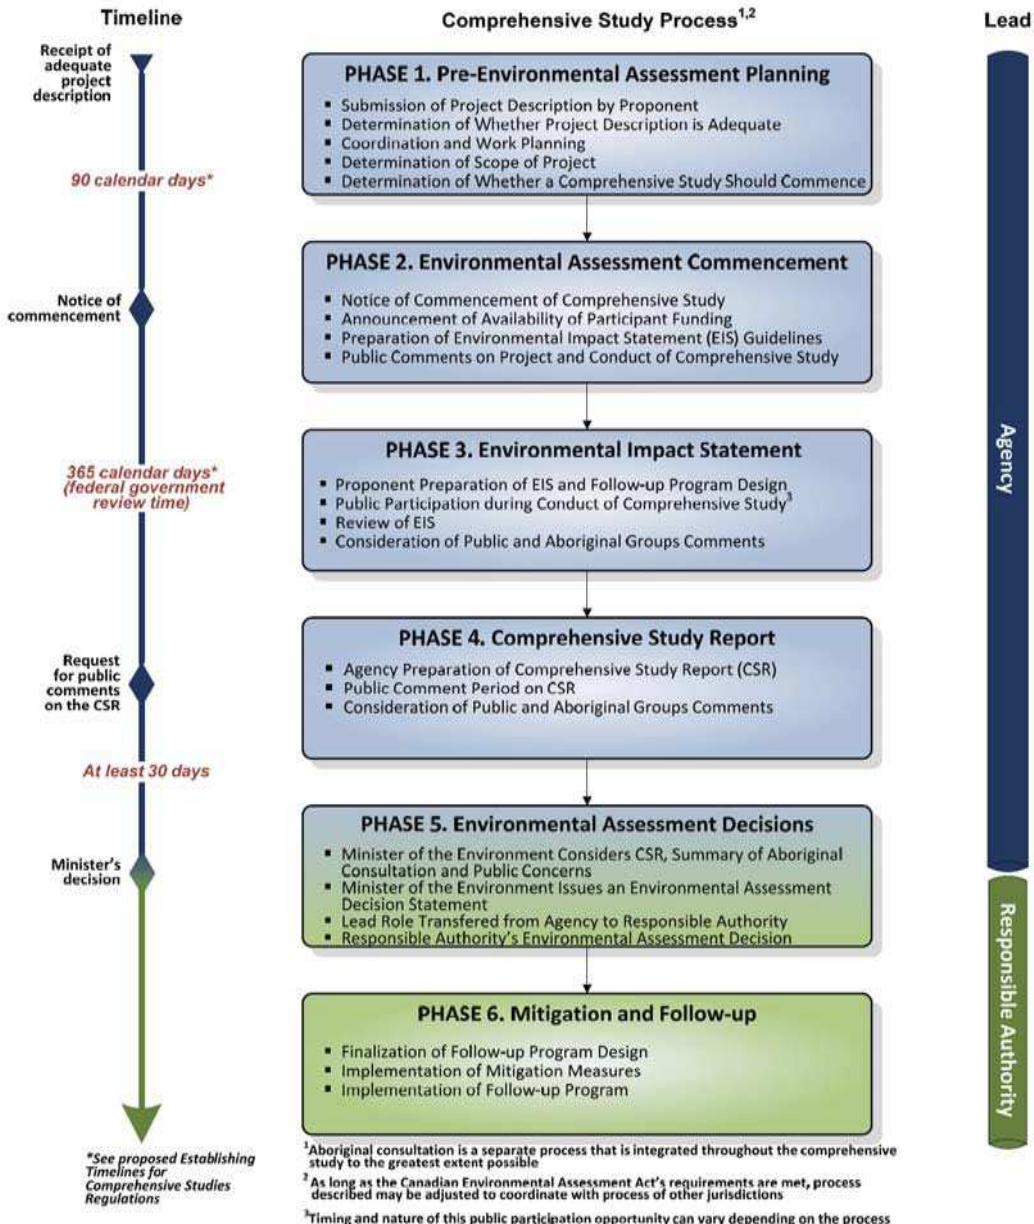 Timeline
Comprehensive Study Process1,2
Lead
Receipt of
adequate
project
description
90 calendar days*
Notice of
commencement
365 calendar days*
(federal government
review time)
Request
for public
comments
on the CSR
At least 30 days
Minister's
decision
*See proposed Establishing
Timelines for
Comprehensive Studies
Regulations
PHASE 1. Pre-Environmental Assessment Planning
▪ Submission of Project Description by Proponent
▪ Determination of Whether Project Description is Adequate
▪ Coordination and Work Planning
▪ Determination of Scope of Project
▪ Determination of Whether a Comprehensive Study Should Commence
PHASE 2. Environmental Assessment Commencement
▪ Notice of Commencement of Comprehensive Study
▪ Announcement of Availability of Participant Funding
▪ Preparation of Environmental Impact Statement (EIS) Guidelines
▪ Public Comments on Project and Conduct of Comprehensive Study
PHASE 3. Environmental Impact Statement
▪ Proponent Preparation of EIS and Follow-up Program Design
▪ Public Participation during Conduct of Comprehensive Study3
▪ Review of EIS
▪ Consideration of Public and Aboriginal Groups Comments
PHASE 4. Comprehensive Study Report
▪ Agency Preparation of Comprehensive Study Report (CSR)
▪ Public Comment Period on CSR
▪ Consideration of Public and Aboriginal Groups Comments
PHASE 5. Environmental Assessment Decisions
▪ Minister of the Environment Considers CSR, Summary of Aboriginal
Consultation and Public Concerns
▪ Minister of the Environment Issues an Environmental Assessment
Decision Statement
▪ Lead Role Transfered from Agency to Responsible Authority
▪ Responsible Authority's Environmental Assessment Decision
PHASE 6. Mitigation and Follow-up
▪ Finalization of Follow-up Program Design
▪ Implementation of Mitigation Measures
▪ Implementation of Follow-up Program
1Aboriginal consultation is a separate process that is integrated throughout the comprehensive
study to the greatest extent possible
2 As long as the Canadian Environmental Assessment Act's requirements are met, process
described may be adjusted to coordinate with process of other jurisdictions
3Timing and nature of this public participation opportunity can vary depending on the process
Agency
Responsible Authority